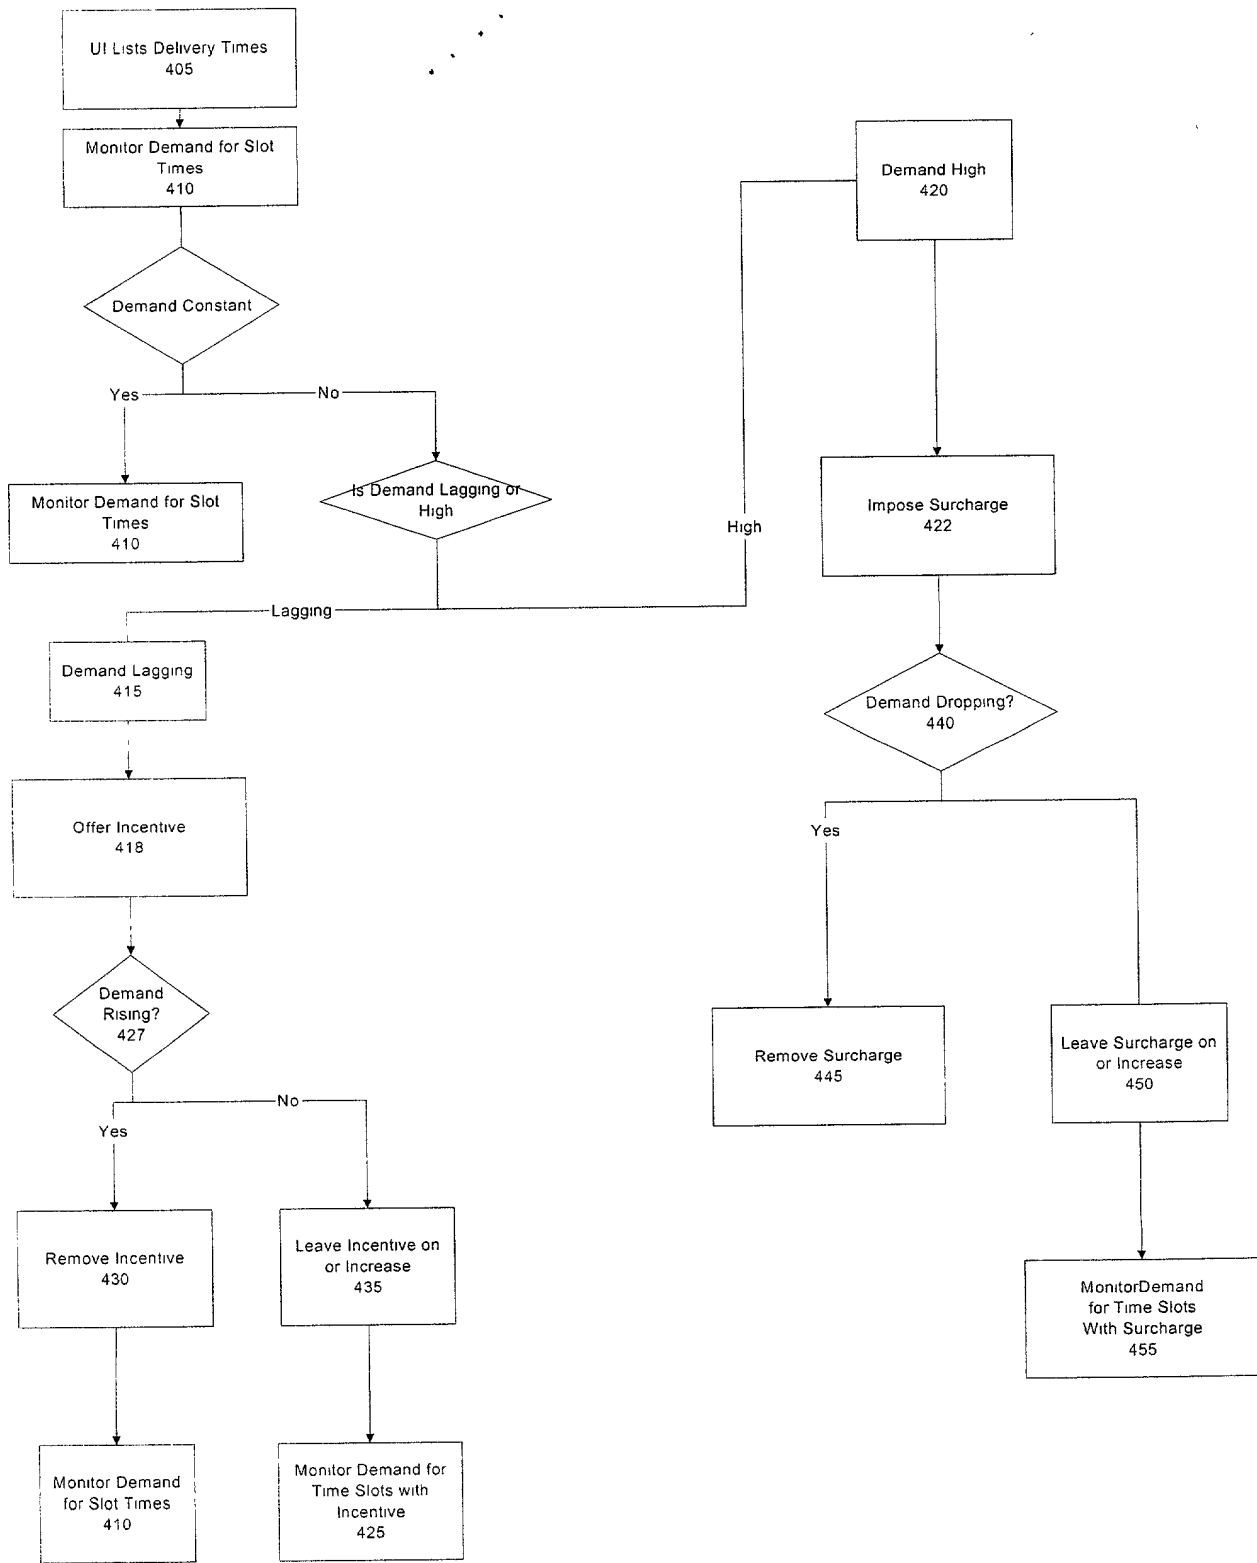 UI Lists Delivery Times
405
Monitor Demand for Slot
Times
410
Demand Constant
Yes
No
Monitor Demand for Slot
Times
410
Is Demand Lagging or
High
Lagging
High
Demand Lagging
415
Offer Incentive
418
Demand
Rising?
427
Yes
No
Remove Incentive
430
Leave Incentive on
or Increase
435
Monitor Demand
for Slot Times
410
Monitor Demand for
Time Slots with
Incentive
425
Demand High
420
Impose Surcharge
422
Demand Dropping?
440
Yes
Remove Surcharge
445
Leave Surcharge on
or Increase
450
MonitorDemand
for Time Slots
With Surcharge
455